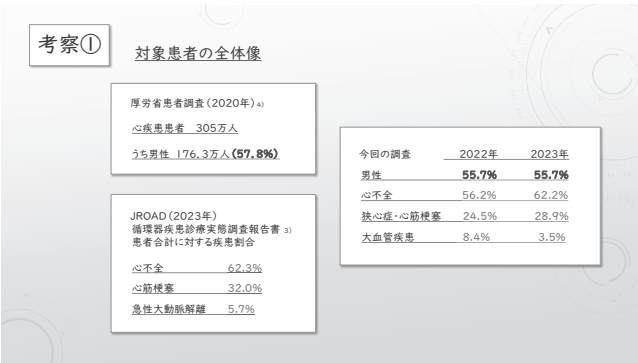 考察①
対象患者の全体像
厚労省患者調査(2020年)4)
心疾患患者 305万人
うち男性 176.3万人(57.8%)
JROAD(2023年)
循環器疾患診療実態調査報告書 3)
患者合計に対する疾患割合
心不全 62.3%
心筋梗塞 32.0%
急性大動脈解離 5.7%
今回の調査 2022年 2023年
男性 55.7% 55.7%
心不全 56.2% 62.2%
狭心症・心筋梗塞 24.5% 28.9%
大血管疾患 8.4% 3.5%